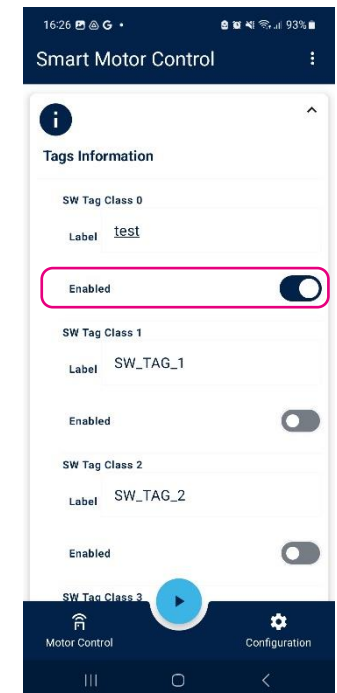 16:26 G 93%
Smart Motor Control
i
Tags Information
SW Tag Class 0
Label test
Enabled
SW Tag Class 1
Label SW_TAG_1
Enabled
SW Tag Class 2
Label SW_TAG_2
Enabled
SW Tag Class 3
Motor Control Configuration